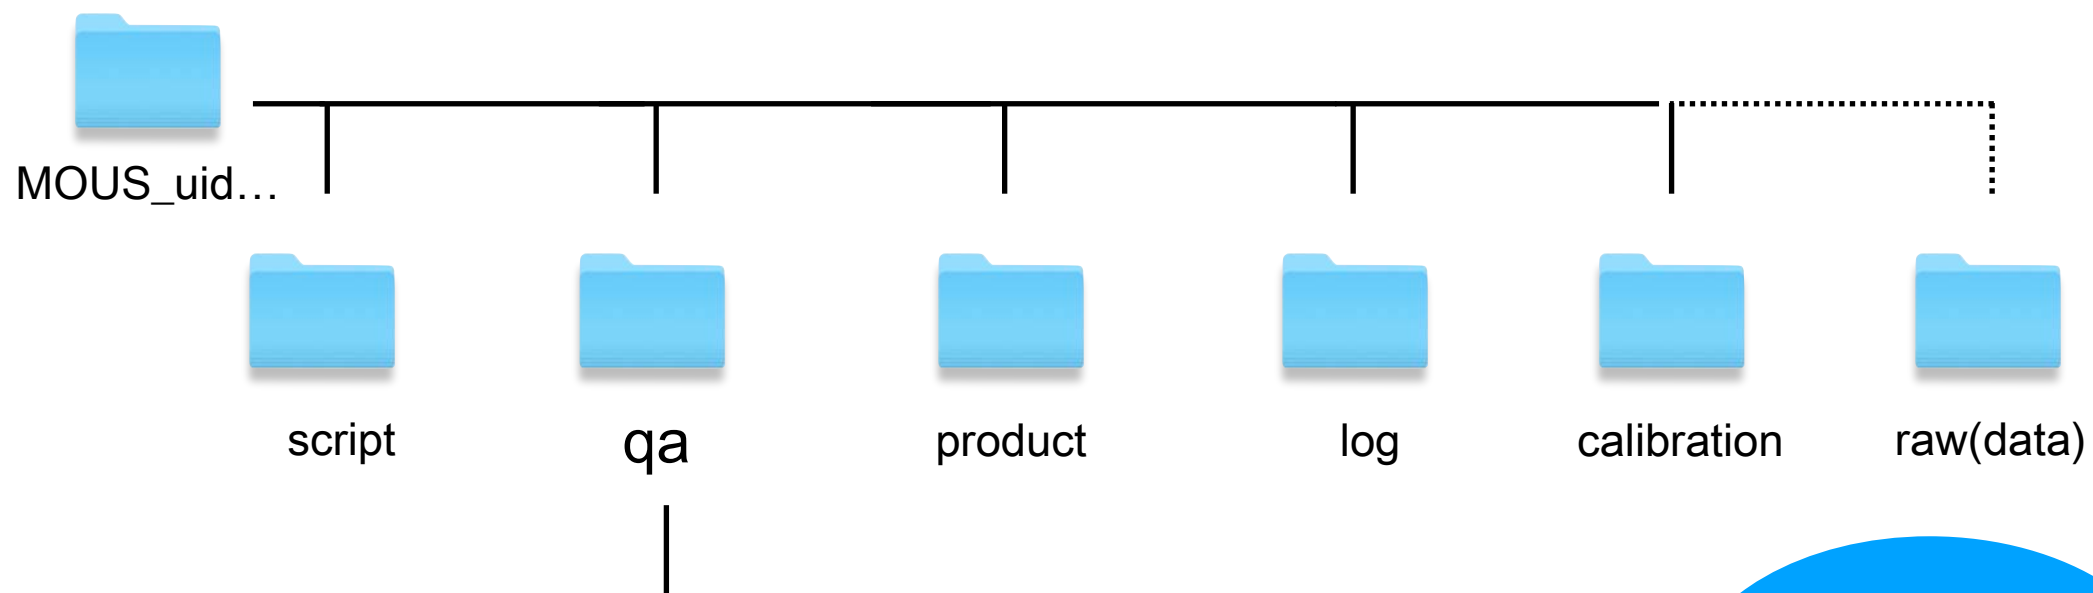 MOUS_uid…
script
qa
product
log
calibration
raw(data)